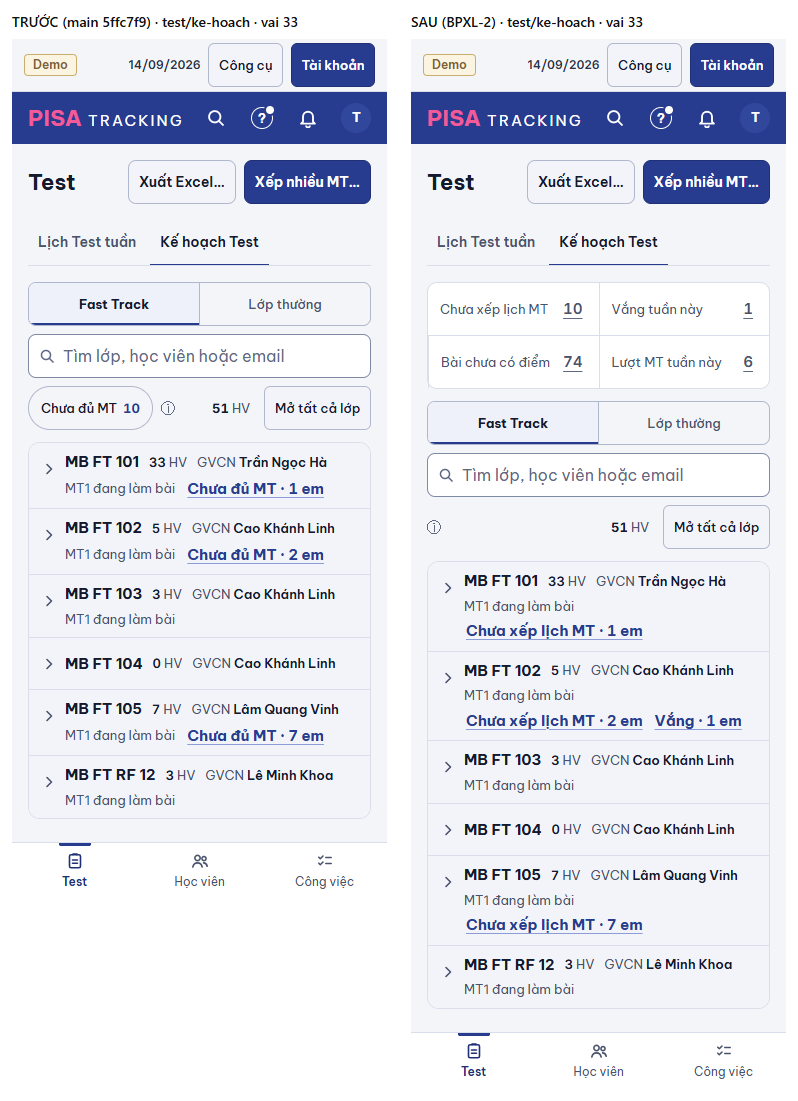 TRƯỚC (main 5ffc7f9) · test/ke-hoach · vai 33
Demo
14/09/2026
Công cụ
Tài khoản
PISA TRACKING
?
T
Test
Xuất Excel...
Xếp nhiều MT...
Lịch Test tuần
Kế hoạch Test
Fast Track
Lớp thường
Tìm lớp, học viên hoặc email
Chưa đủ MT 10
51 HV
Mở tất cả lớp
MB FT 101 33 HV GVCN Trần Ngọc Hà
MT1 đang làm bài Chưa đủ MT · 1 em
MB FT 102 5 HV GVCN Cao Khánh Linh
MT1 đang làm bài Chưa đủ MT · 2 em
MB FT 103 3 HV GVCN Cao Khánh Linh
MT1 đang làm bài
MB FT 104 0 HV GVCN Cao Khánh Linh
MB FT 105 7 HV GVCN Lâm Quang Vinh
MT1 đang làm bài Chưa đủ MT · 7 em
MB FT RF 12 3 HV GVCN Lê Minh Khoa
MT1 đang làm bài
Test
Học viên
Công việc
SAU (BPXL-2) · test/ke-hoach · vai 33
Demo
14/09/2026
Công cụ
Tài khoản
PISA TRACKING
?
T
Test
Xuất Excel...
Xếp nhiều MT...
Lịch Test tuần
Kế hoạch Test
Chưa xếp lịch MT 10
Vắng tuần này 1
Bài chưa có điểm 74
Lượt MT tuần này 6
Fast Track
Lớp thường
Tìm lớp, học viên hoặc email
51 HV
Mở tất cả lớp
MB FT 101 33 HV GVCN Trần Ngọc Hà
MT1 đang làm bài
Chưa xếp lịch MT · 1 em
MB FT 102 5 HV GVCN Cao Khánh Linh
MT1 đang làm bài
Chưa xếp lịch MT · 2 em Vắng · 1 em
MB FT 103 3 HV GVCN Cao Khánh Linh
MT1 đang làm bài
MB FT 104 0 HV GVCN Cao Khánh Linh
MB FT 105 7 HV GVCN Lâm Quang Vinh
MT1 đang làm bài
Chưa xếp lịch MT · 7 em
MB FT RF 12 3 HV GVCN Lê Minh Khoa
MT1 đang làm bài
Test
Học viên
Công việc